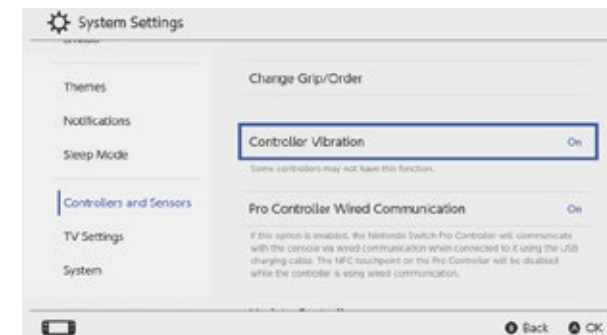 System Settings
Themes
Notifications
Sleep Mode
Controllers and Sensors
TV Settings
System
Change Grip/Order
Controller Vibration On
Some controllers may not have this function.
Pro Controller Wired Communication On
If this option is enabled, the Nintendo Switch Pro Controller will communicate
with the console via wired communication when connected to it using the USB
charging cable. The NFC touchpoint on the Pro Controller will be disabled
while the controller is using wired communication.
Back OK